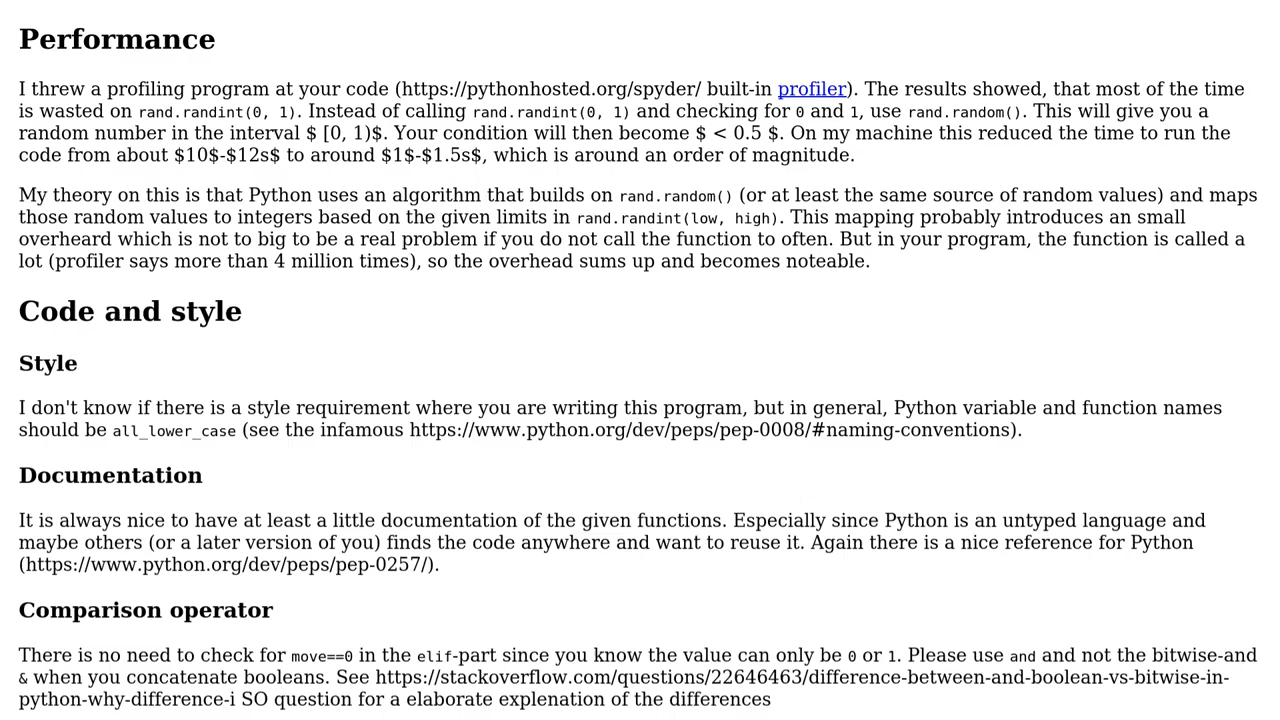 Performance
I threw a profiling program at your code (https://pythonhosted.org/spyder/ built-in profiler). The results showed, that most of the time
is wasted on rand.randint(0, 1). Instead of calling rand.randint(0, 1) and checking for 0 and 1, use rand.random(). This will give you a
random number in the interval $ [0, 1)$. Your condition will then become $ < 0.5 $. On my machine this reduced the time to run the
code from about $10$-$12s$ to around $1$-$1.5s$, which is around an order of magnitude.
My theory on this is that Python uses an algorithm that builds on rand.random() (or at least the same source of random values) and maps
those random values to integers based on the given limits in rand.randint(low, high). This mapping probably introduces an small
overheard which is not to big to be a real problem if you do not call the function to often. But in your program, the function is called a
lot (profiler says more than 4 million times), so the overhead sums up and becomes noteable.
Code and style
Style
I don't know if there is a style requirement where you are writing this program, but in general, Python variable and function names
should be all_lower_case (see the infamous https://www.python.org/dev/peps/pep-0008/#naming-conventions).
Documentation
It is always nice to have at least a little documentation of the given functions. Especially since Python is an untyped language and
maybe others (or a later version of you) finds the code anywhere and want to reuse it. Again there is a nice reference for Python
(https://www.python.org/dev/peps/pep-0257/).
Comparison operator
There is no need to check for move==0 in the elif-part since you know the value can only be 0 or 1. Please use and and not the bitwise-and
& when you concatenate booleans. See https://stackoverflow.com/questions/22646463/difference-between-and-boolean-vs-bitwise-in-
python-why-difference-i SO question for a elaborate explenation of the differences